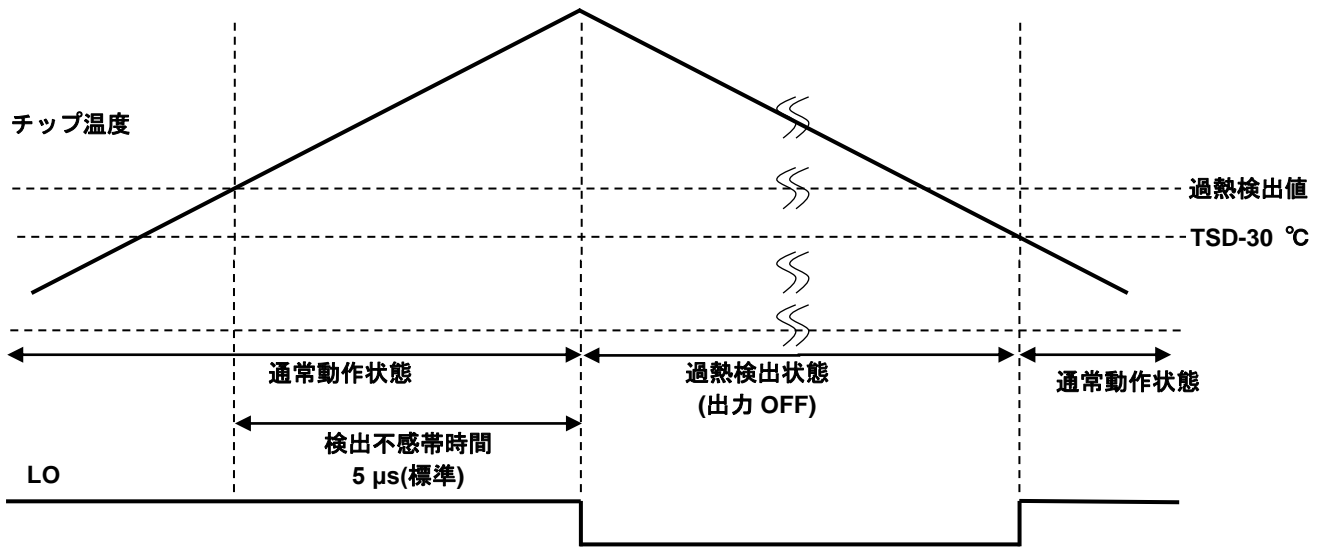 チップ温度
過熱検出値
TSD-30 ℃
通常動作状態
過熱検出状態
(出力 OFF)
通常動作状態
検出不感帯時間
5 µs(標準)
LO